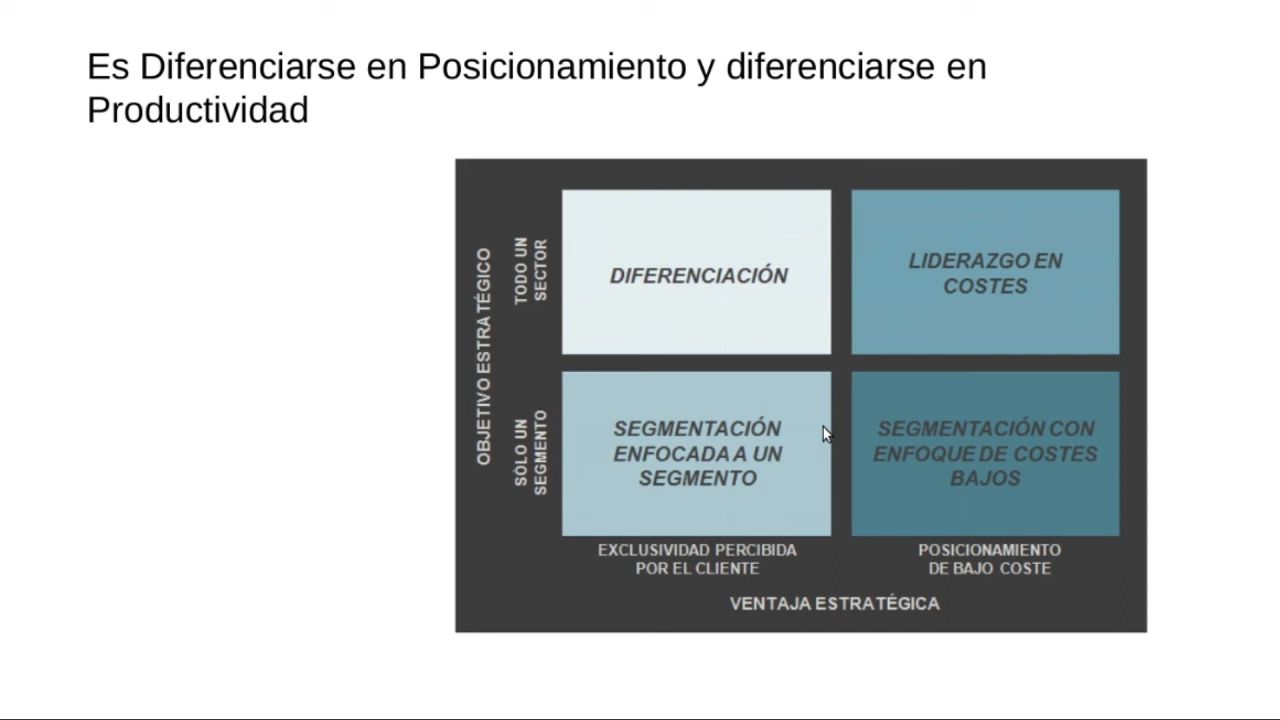 Es Diferenciarse en Posicionamiento y diferenciarse en
Productividad
OBJETIVO ESTRATÉGICO
TODO UN
SECTOR
DIFERENCIACIÓN
LIDERAZGO EN
COSTES
SÓLO UN
SEGMENTO
SEGMENTACIÓN
ENFOCADA A UN
SEGMENTO
SEGMENTACIÓN CON
ENFOQUE DE COSTES
BAJOS
EXCLUSIVIDAD PERCIBIDA
POR EL CLIENTE
POSICIONAMIENTO
DE BAJO COSTE
VENTAJA ESTRATÉGICA